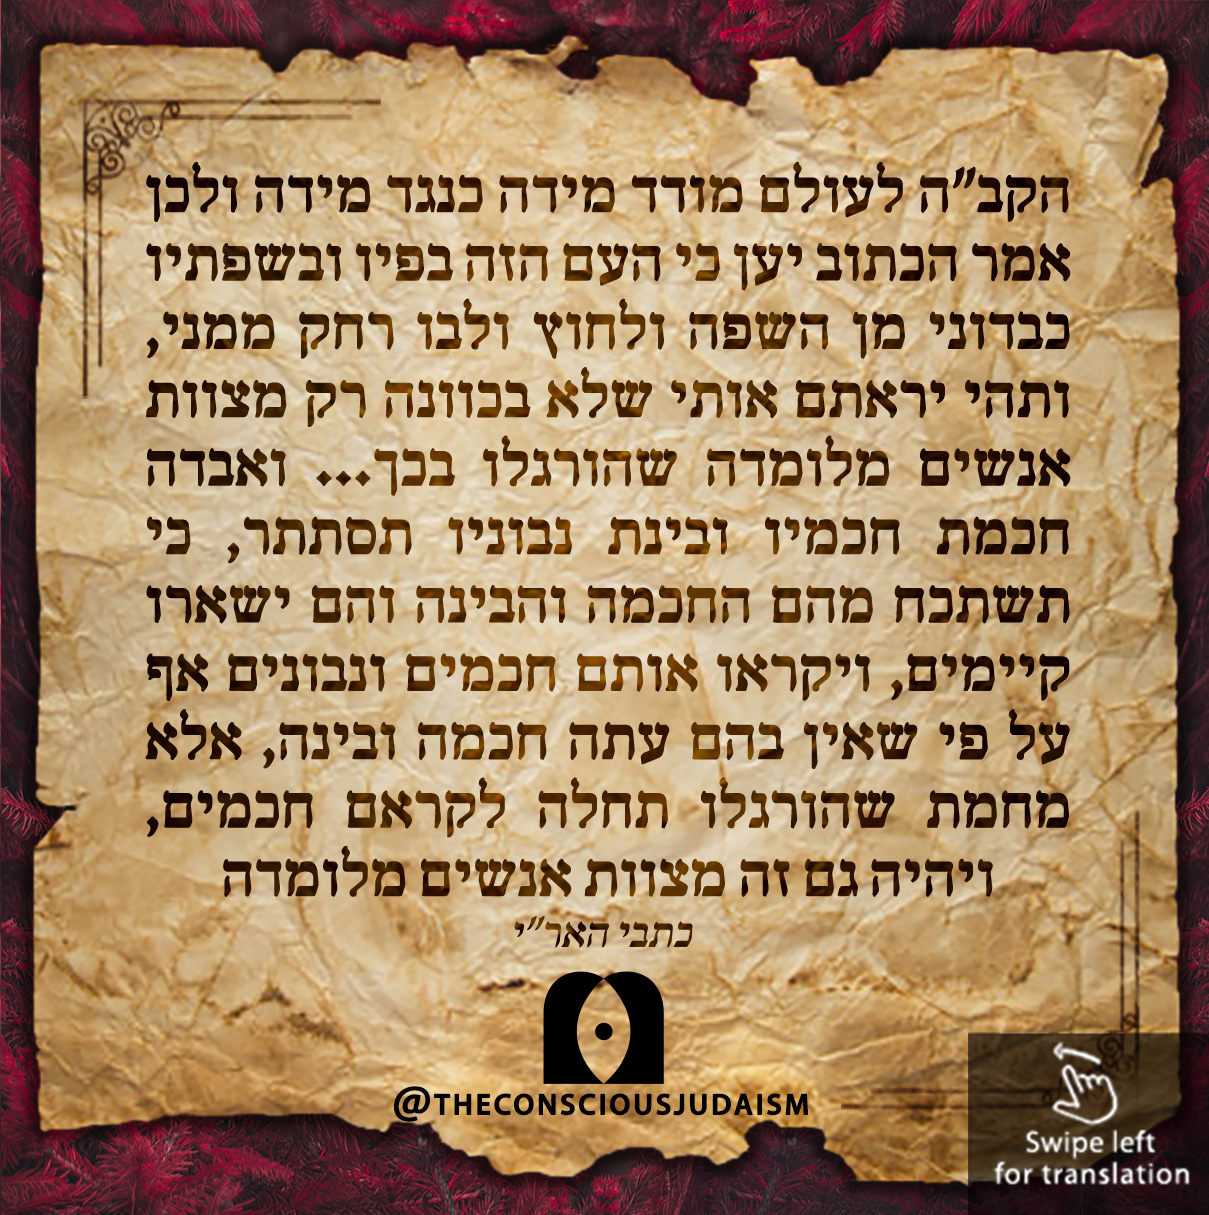 הקב״ה לעולם מודד מידה כנגד מידה ולכן
אמר הכתוב יען כי העם הזה בפיו ובשפתיו
כבדוני מן השפה ולחוץ ולבו רחק ממני,
ותהי יראתם אותי שלא בכוונה רק מצוות
אנשים מלומדה שהורגלו בכך... ואבדה
חכמת חכמיו ובינת נבוניו תסתתר, כי
תשתכח מהם החכמה והבינה והם ישארו
קיימים, ויקראו אותם חכמים ונבונים אף
על פי שאין בהם עתה חכמה ובינה, אלא
מחמת שהורגלו תחלה לקראם חכמים,
ויהיה גם זה מצוות אנשים מלומדה
כתבי האר״י
@THECONSCIOUSJUDAISM
Swipe left
for translation